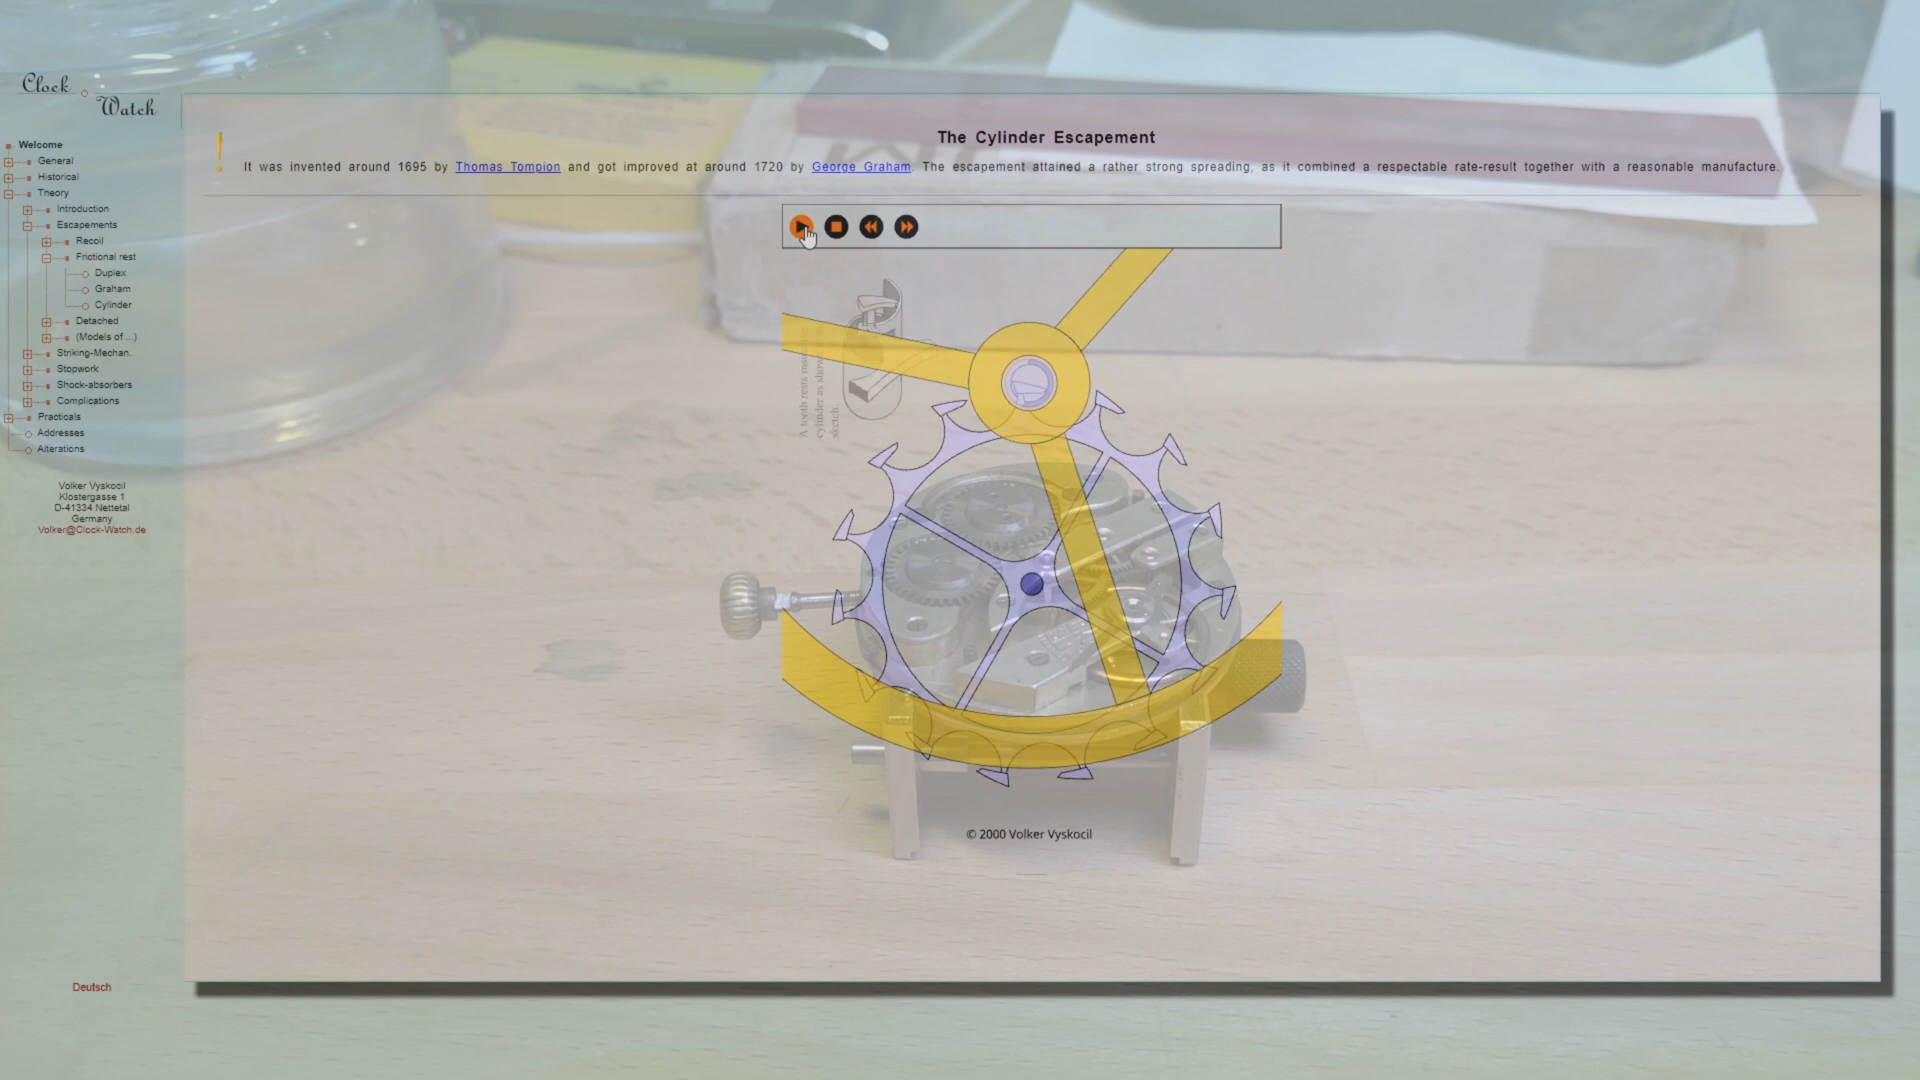 Clock
Watch
Welcome
General
Historical
Theory
Introduction
Escapements
Recoil
Frictional rest
Duplex
Graham
Cylinder
Detached
(Models of ...)
Striking-Mechan.
Stopwork
Shock-absorbers
Complications
Practicals
Addresses
Alterations
Volker Vyskocil
Klostergasse 1
D-41334 Nettetal
Germany
Volker@Clock-Watch.de
Deutsch
The Cylinder Escapement
It was invented around 1695 by Thomas Tompion and got improved at around 1720 by George Graham. The escapement attained a rather strong spreading, as it combined a respectable rate-result together with a reasonable manufacture.
A tooth rests
cylinder as
sketch.
© 2000 Volker Vyskocil